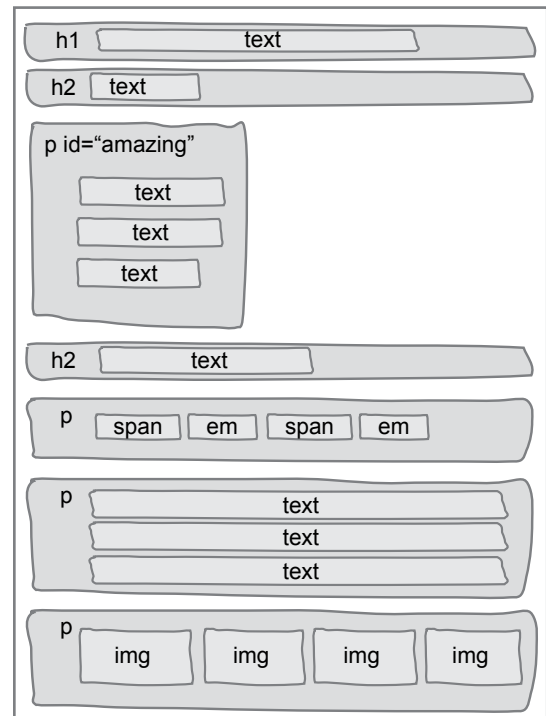 h1 text
h2 text
p id=“amazing”
text
text
text
h2 text
p span em span em
p text
text
text
p img img img img